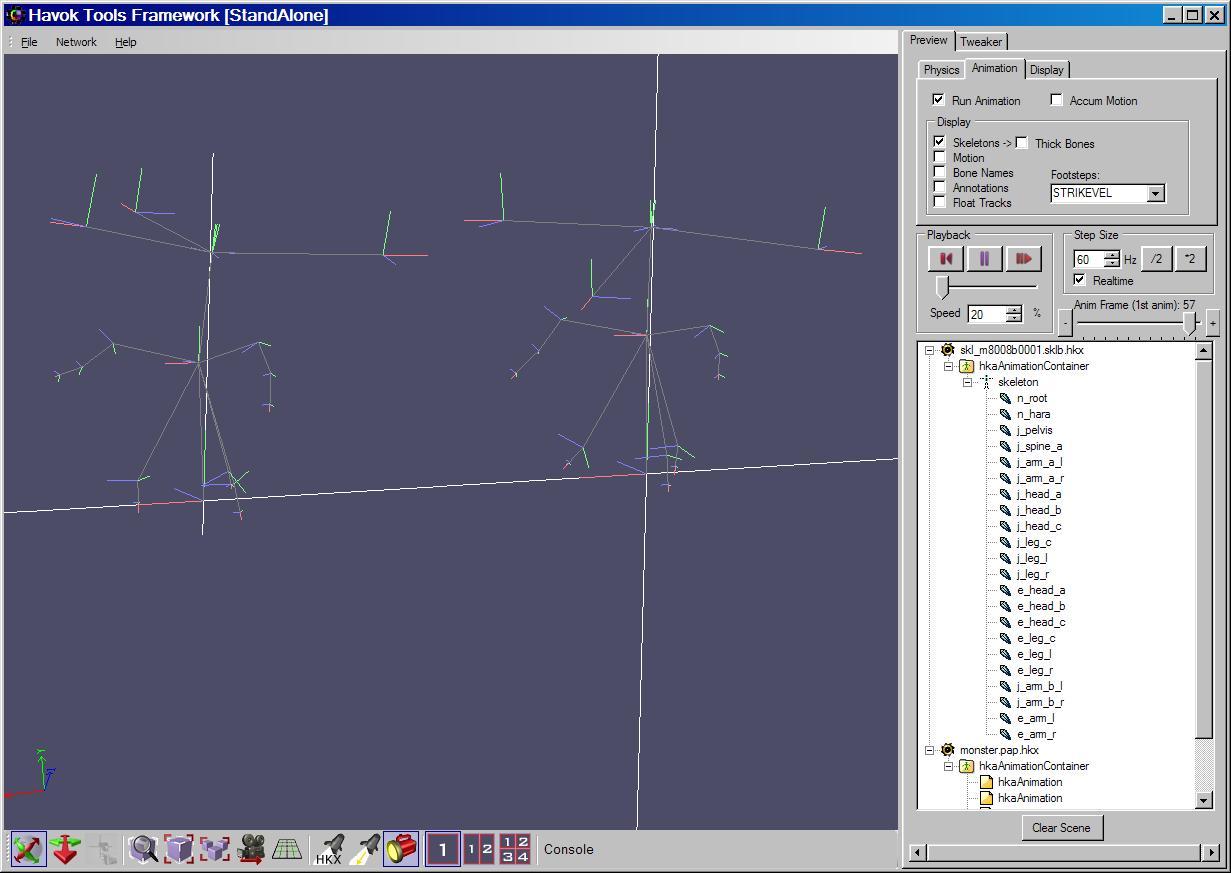 Havok Tools Framework [StandAlone]
File Network Help
Preview Tweaker
Physics Animation Display
Run Animation Accum Motion
Display
Skeletons -> Thick Bones
Motion
Bone Names
Annotations
Float Tracks
Footsteps:
STRIKEVEL
Playback
Speed 20 %
Step Size
60 Hz /2 *2
Realtime
Anim Frame (1st anim): 57
- +
skl_m8008b0001.sklb.hkx
hkaAnimationContainer
skeleton
n_root
n_hara
j_pelvis
j_spine_a
j_arm_a_l
j_arm_a_r
j_head_a
j_head_b
j_head_c
j_leg_c
j_leg_l
j_leg_r
e_head_a
e_head_b
e_head_c
e_leg_c
e_leg_l
e_leg_r
j_arm_b_l
j_arm_b_r
e_arm_l
e_arm_r
monster.pap.hkx
hkaAnimationContainer
hkaAnimation
hkaAnimation
Clear Scene
HKX 1 1 2 1 2 3 4 Console